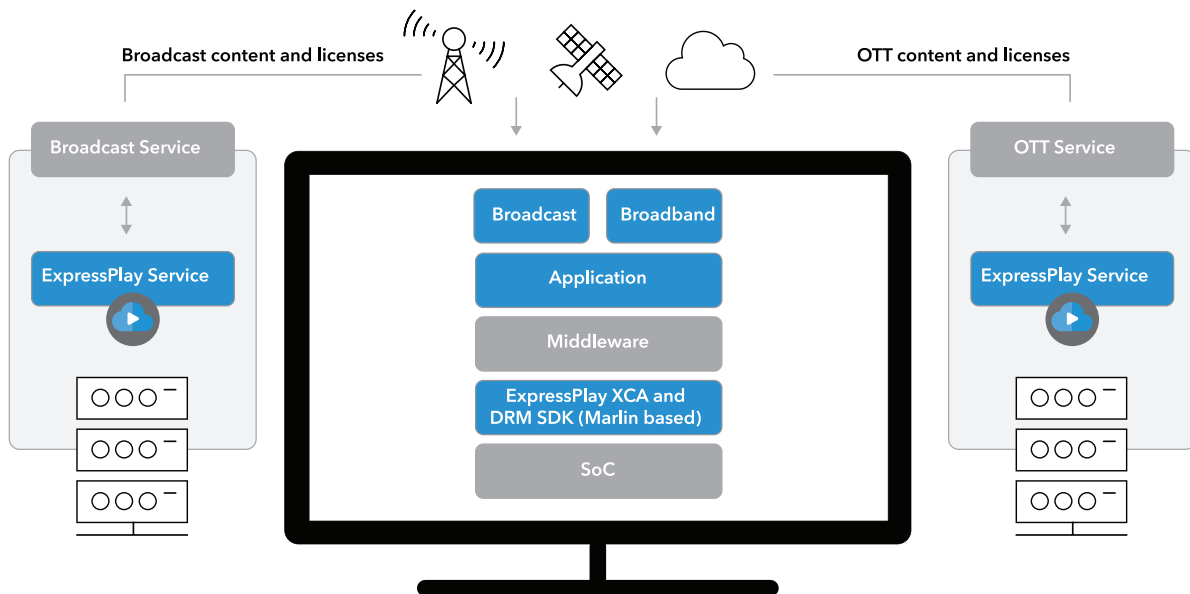 Broadcast content and licenses
OTT content and licenses
Broadcast Service
OTT Service
ExpressPlay Service
ExpressPlay Service
Broadcast
Broadband
Application
Middleware
ExpressPlay XCA and
DRM SDK (Marlin based)
SoC